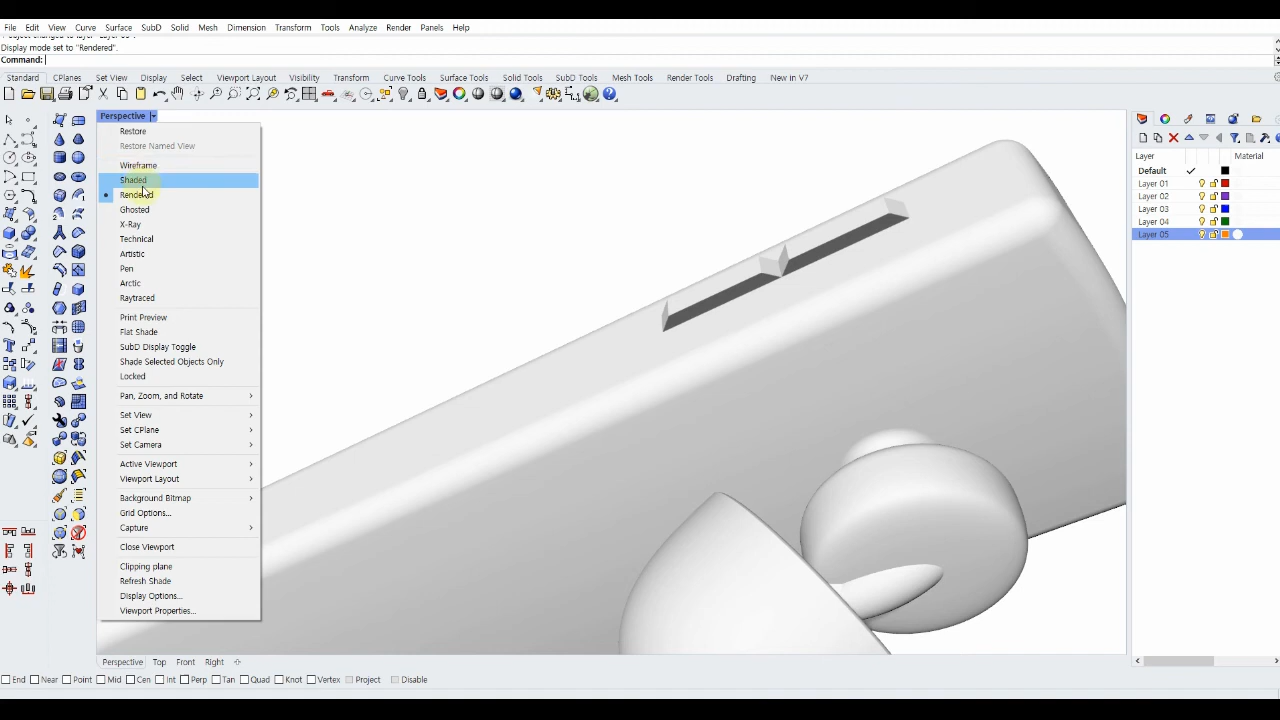 File Edit View Curve Surface SubD Solid Mesh Dimension Transform Tools Analyze Render Panels Help
Display mode set to "Rendered".
Command:
Standard CPlanes Set View Display Select Viewport Layout Visibility Transform Curve Tools Surface Tools Solid Tools SubD Tools Mesh Tools Render Tools Drafting New in V7
Perspective
Restore
Restore Named View
Wireframe
Shaded
Rendered
Ghosted
X-Ray
Technical
Artistic
Pen
Arctic
Raytraced
Print Preview
Flat Shade
SubD Display Toggle
Shade Selected Objects Only
Locked
Pan, Zoom, and Rotate
Set View
Set CPlane
Set Camera
Active Viewport
Viewport Layout
Background Bitmap
Grid Options...
Capture
Close Viewport
Clipping plane
Refresh Shade
Display Options...
Viewport Properties...
Layer Material
Default
Layer 01
Layer 02
Layer 03
Layer 04
Layer 05
Perspective Top Front Right
End Near Point Mid Cen Int Perp Tan Quad Knot Vertex Project Disable